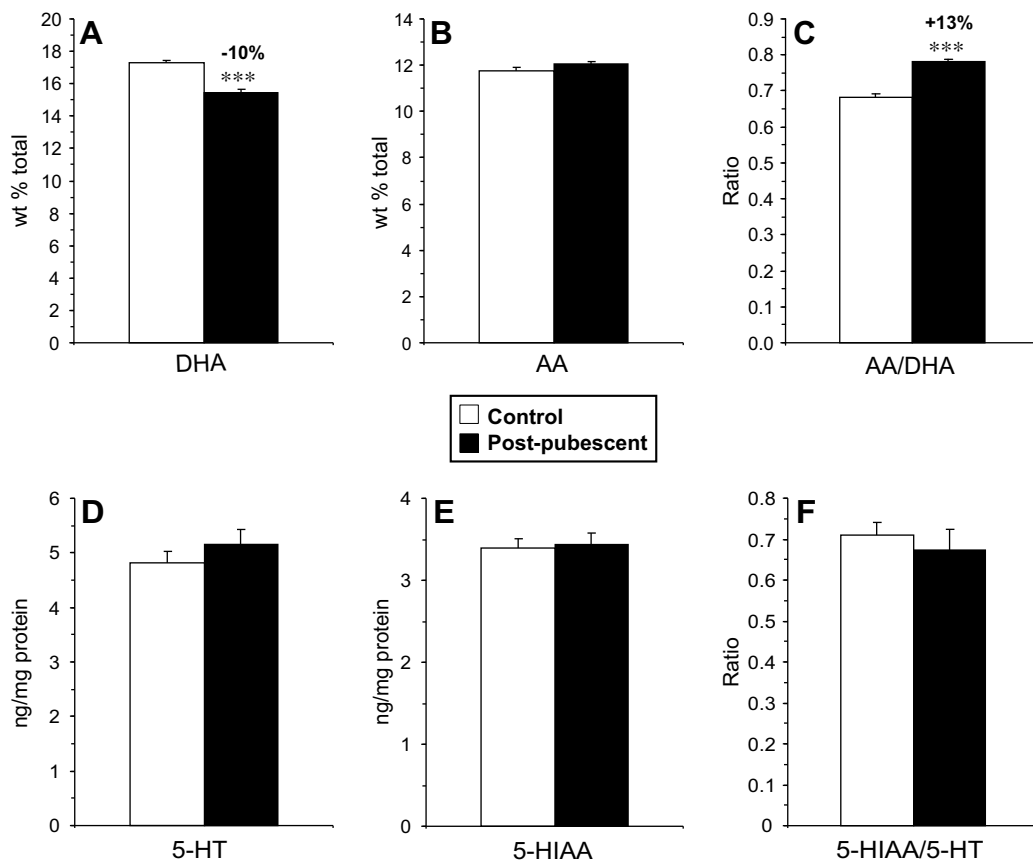 A
-10%
***
20
18
16
14
12
10
8
6
4
2
0
wt % total
DHA
B
14
12
10
8
6
4
2
0
wt % total
AA
C
+13%
***
0.9
0.8
0.7
0.6
0.5
0.4
0.3
0.2
0.1
0.0
Ratio
AA/DHA
Control
Post-pubescent
D
6
5
4
3
2
1
0
ng/mg protein
5-HT
E
4
3
2
1
0
ng/mg protein
5-HIAA
F
0.8
0.7
0.6
0.5
0.4
0.3
0.2
0.1
0
Ratio
5-HIAA/5-HT